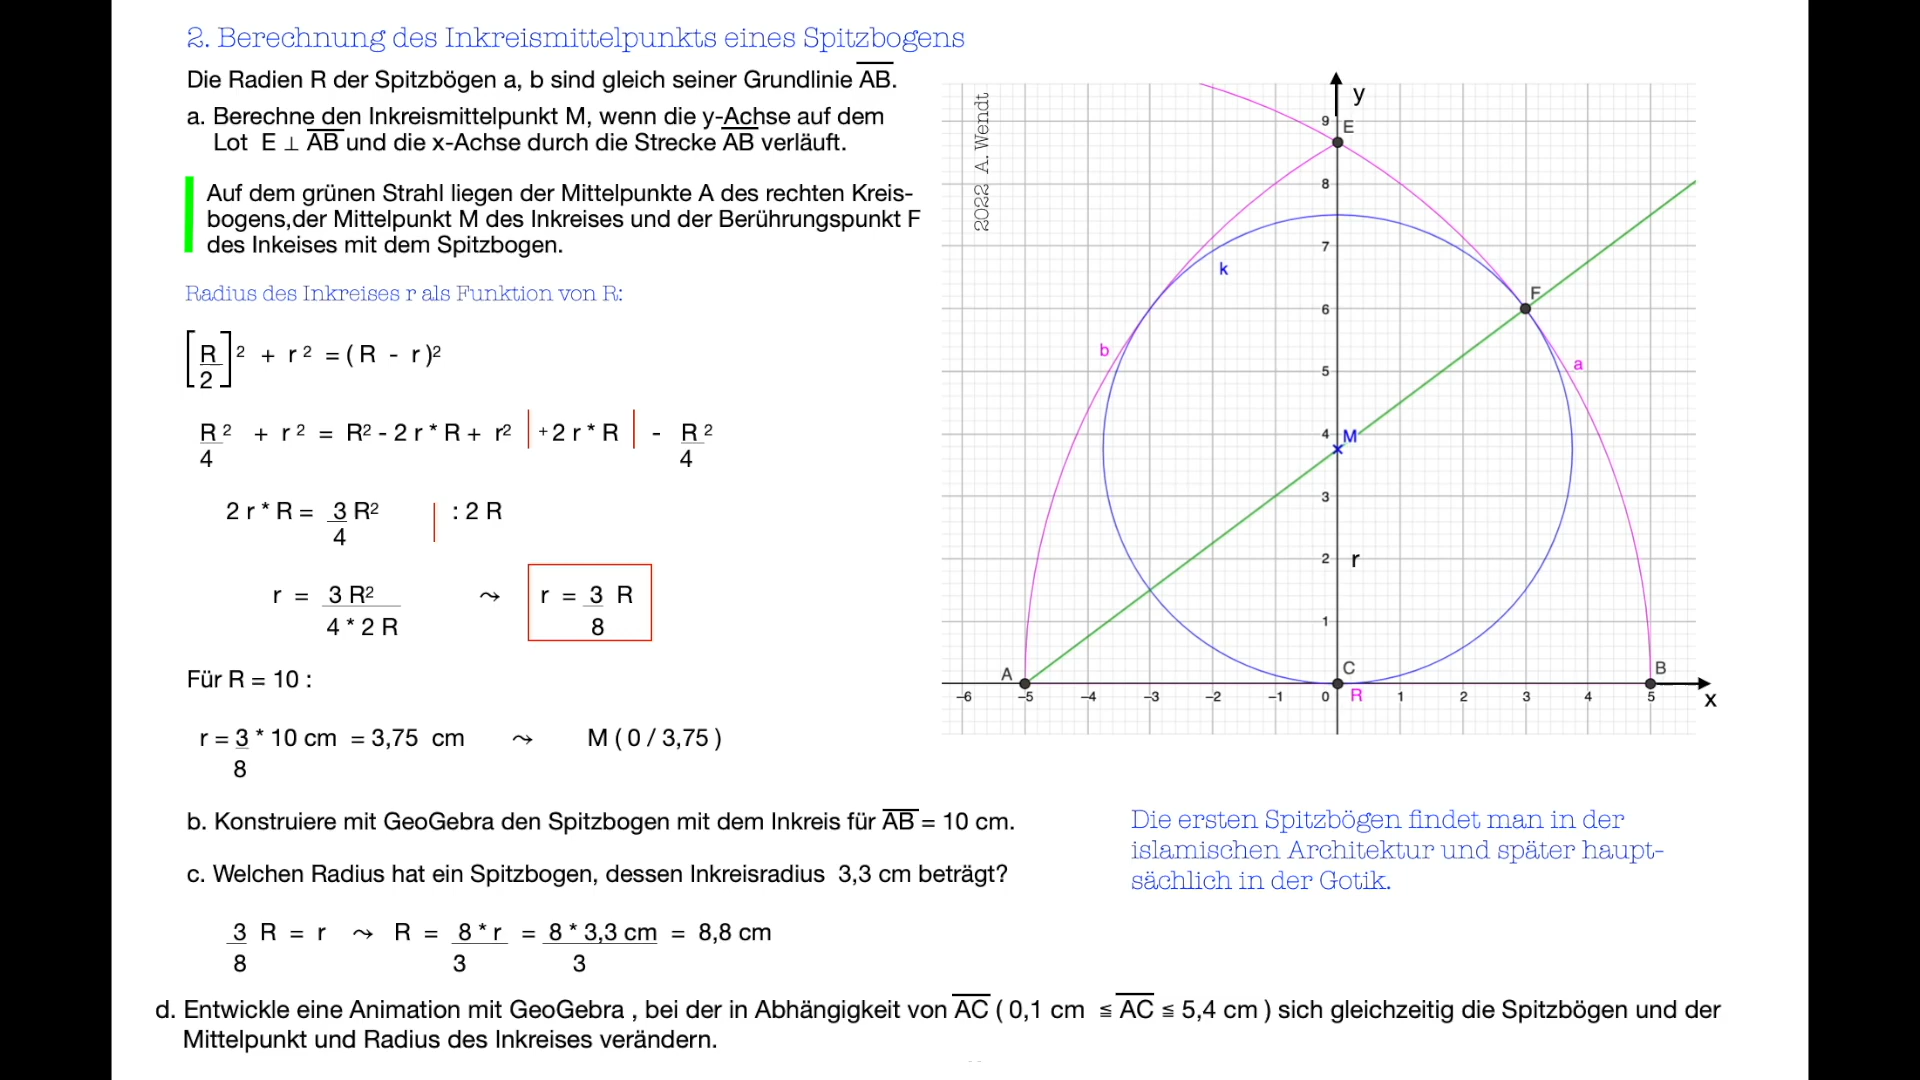 2. Berechnung des Inkreismittelpunkts eines Spitzbogens
Die Radien R der Spitzbögen a, b sind gleich seiner Grundlinie AB.
a. Berechne den Inkreismittelpunkt M, wenn die y-Achse auf dem
Lot E ⊥ AB und die x-Achse durch die Strecke AB verläuft.
Auf dem grünen Strahl liegen der Mittelpunkte A des rechten Kreis-
bogens,der Mittelpunkt M des Inkreises und der Berührungspunkt F
des Inkeises mit dem Spitzbogen.
Radius des Inkreises r als Funktion von R:
[R/2]² + r² = ( R - r )²
R²/4 + r² = R² - 2 r * R + r² | + 2 r * R | - R²/4
2 r * R = 3/4 R² | : 2 R
r = 3 R² / 4 * 2 R ⤳ r = 3/8 R
Für R = 10 :
r = 3/8 * 10 cm = 3,75 cm ⤳ M ( 0 / 3,75 )
b. Konstruiere mit GeoGebra den Spitzbogen mit dem Inkreis für AB = 10 cm.
c. Welchen Radius hat ein Spitzbogen, dessen Inkreisradius 3,3 cm beträgt?
3/8 R = r ⤳ R = 8 * r / 3 = 8 * 3,3 cm / 3 = 8,8 cm
d. Entwickle eine Animation mit GeoGebra , bei der in Abhängigkeit von AC ( 0,1 cm ≤ AC ≤ 5,4 cm ) sich gleichzeitig die Spitzbögen und der
Mittelpunkt und Radius des Inkreises verändern.
2022 A. Wendt
y
9
E
8
7
k
6
F
b
5
a
4
M
3
2
r
1
A
C
B
–6 –5 –4 –3 –2 –1 0 R 1 2 3 4 5
x
Die ersten Spitzbögen findet man in der
islamischen Architektur und später haupt-
sächlich in der Gotik.